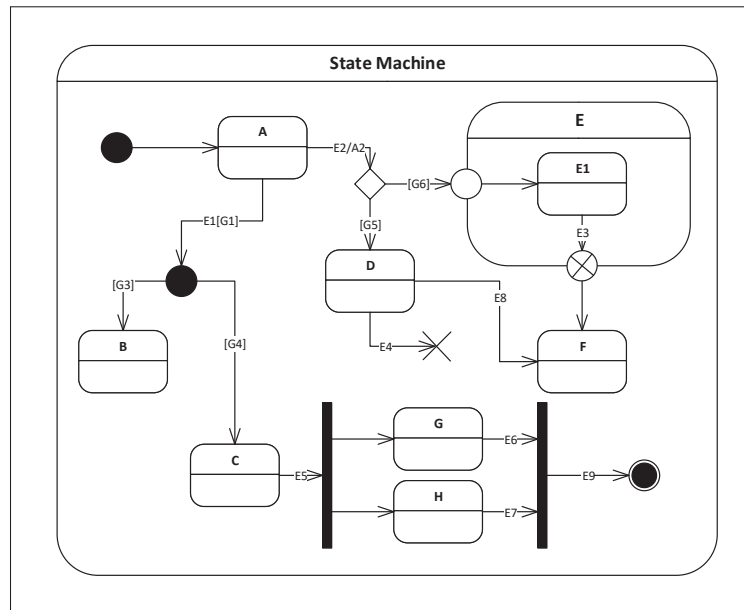 State Machine
A
E2/A2
E
[G6]
E1
E1[G1]
[G5]
E3
D
[G3]
E8
B
[G4]
E4
F
G
E6
C
E5
E9
H
E7